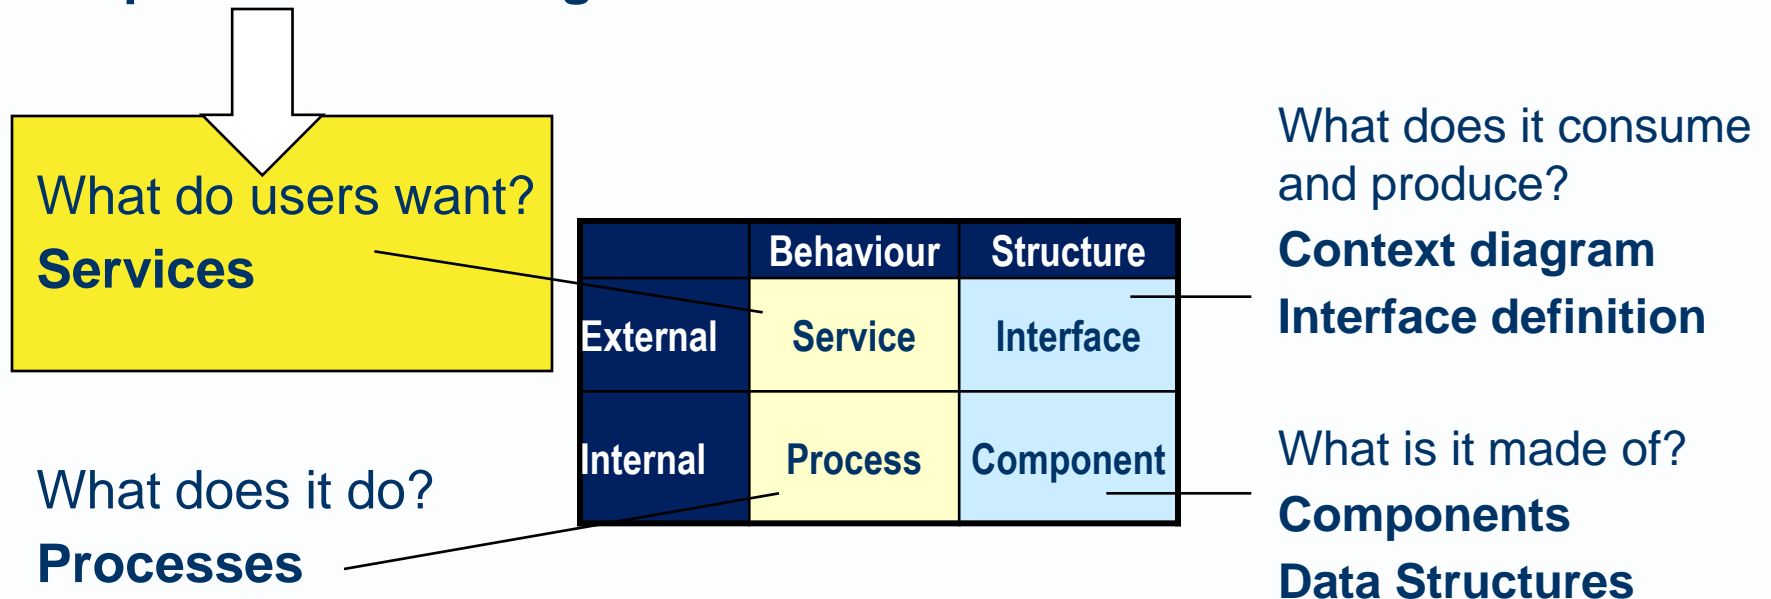 What do users want?
Services
What does it do?
Processes
Behaviour Structure
External Service Interface
Internal Process Component
What does it consume
and produce?
Context diagram
Interface definition
What is it made of?
Components
Data Structures